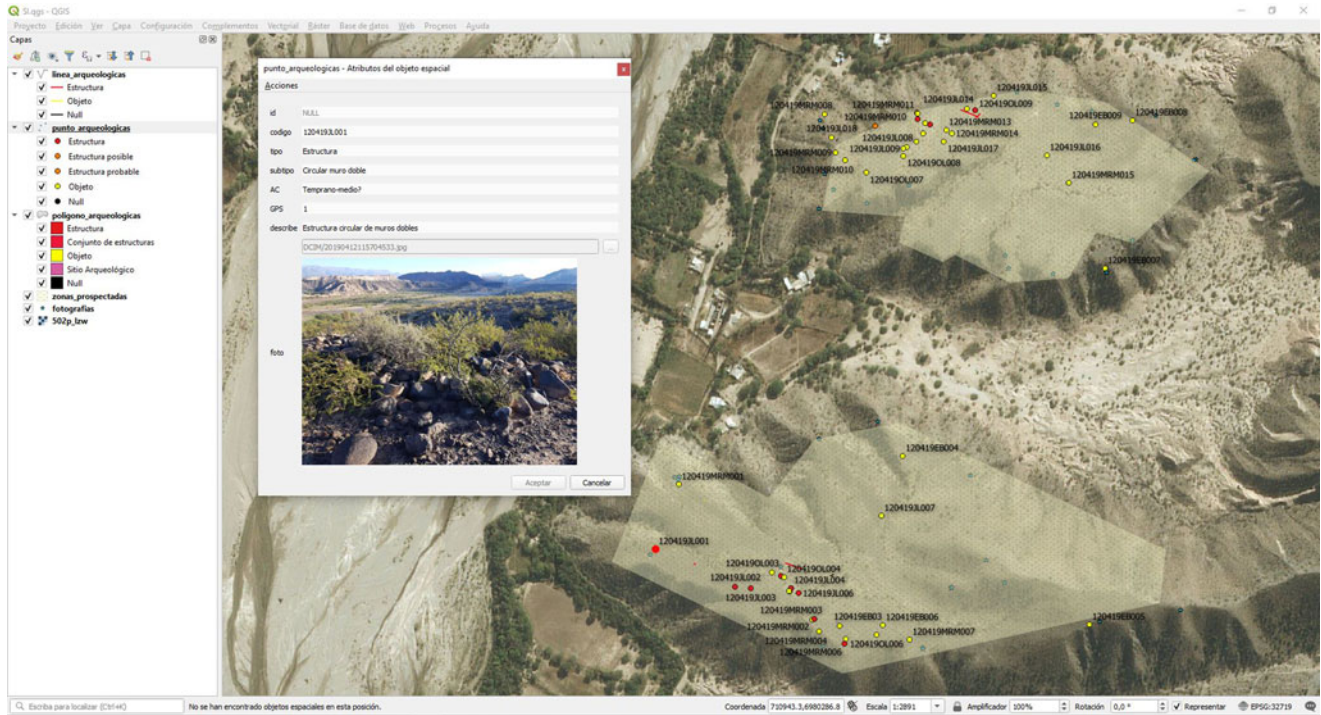 SI.qgs - QGIS
Proyecto Edición Ver Capa Configuración Complementos Vectorial Ráster Base de datos Web Procesos Ayuda
Capas
linea_arqueologicas
Estructura
Objeto
Null
punto_arqueologicas
Estructura
Estructura posible
Estructura probable
Objeto
Null
poligono_arqueologicas
Estructura
Conjunto de estructuras
Objeto
Sitio Arqueológico
Null
zonas_prospectadas
fotografias
502p_lzw
punto_arqueologicas - Atributos del objeto espacial
Acciones
id NULL
codigo 120419JL001
tipo Estructura
subtipo Circular muro doble
AC Temprano-medio?
GPS 1
describe Estructura circular de muros dobles
DCIM/20190412115704533.jpg
...
foto
Aceptar Cancelar
120419JL015
120419MRM008 120419MRM011 120419JL014 120419OL009
120419EB009 120419EB008
120419MRM010 120419MRM013
120419JL018 120419JL008 120419MRM014
120419MRM009 120419JL009 120419JL017 120419JL016
120419MRM010 120419OL008
120419OL007 120419MRM015
120419EB007
120419EB004
120419MRM001
120419JL007
120419JL001
120419OL003 120419OL004
120419JL002 120419JL004
120419JL003 120419JL006
120419MRM003
120419MRM002 120419EB03 120419EB006 120419EB005
120419MRM004 120419OL006 120419MRM007
120419MRM006
Escriba para localizar (Ctrl+K) No se han encontrado objetos espaciales en esta posición. Coordenada 710943.3,6980286.8 Escala 1:2891 Amplificador 100% Rotación 0,0 ° Representar EPSG:32719